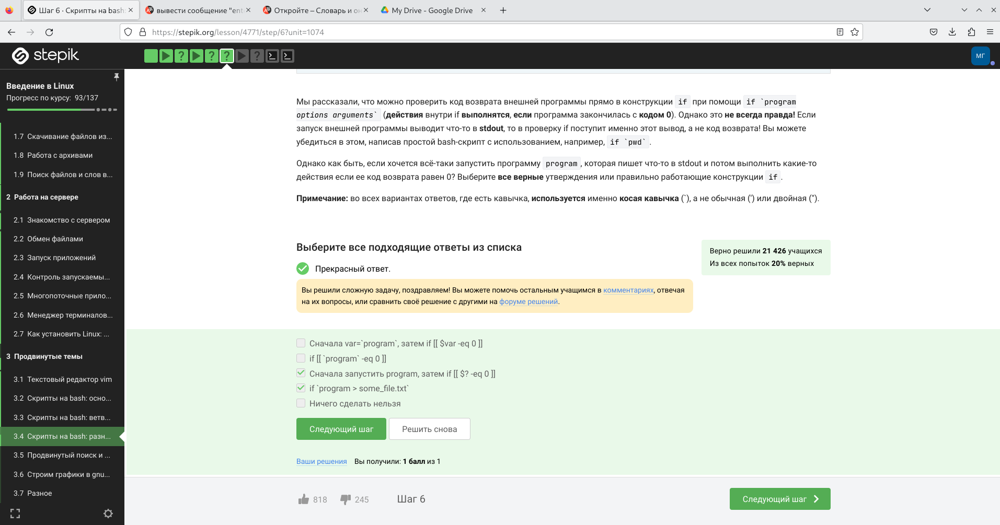 Шаг 6 · Скрипты на bash:
вывести сообщение "ent
Откройте – Словарь и он
My Drive - Google Drive
https://stepik.org/lesson/4771/step/6?unit=1074
stepik
МГ
Введение в Linux
Прогресс по курсу: 93/137
1.7 Скачивание файлов из...
1.8 Работа с архивами
1.9 Поиск файлов и слов в...
2 Работа на сервере
2.1 Знакомство с сервером
2.2 Обмен файлами
2.3 Запуск приложений
2.4 Контроль запускаемы...
2.5 Многопоточные прило...
2.6 Менеджер терминалов...
2.7 Как установить Linux: ...
3 Продвинутые темы
3.1 Текстовый редактор vim
3.2 Скрипты на bash: осно...
3.3 Скрипты на bash: ветв...
3.4 Скрипты на bash: разн...
3.5 Продвинутый поиск и ...
3.6 Строим графики в gnu...
3.7 Разное
Мы рассказали, что можно проверить код возврата внешней программы прямо в конструкции if при помощи if `program
options arguments` (действия внутри if выполнятся, если программа закончилась с кодом 0). Однако это не всегда правда! Если
запуск внешней программы выводит что-то в stdout, то в проверку if поступит именно этот вывод, а не код возврата! Вы можете
убедиться в этом, написав простой bash-скрипт с использованием, например, if `pwd`.
Однако как быть, если хочется всё-таки запустить программу program, которая пишет что-то в stdout и потом выполнить какие-то
действия если ее код возврата равен 0? Выберите все верные утверждения или правильно работающие конструкции if.
Примечание: во всех вариантах ответов, где есть кавычка, используется именно косая кавычка (`), а не обычная (') или двойная (").
Выберите все подходящие ответы из списка
Верно решили 21 426 учащихся
Из всех попыток 20% верных
Прекрасный ответ.
Вы решили сложную задачу, поздравляем! Вы можете помочь остальным учащимся в комментариях, отвечая
на их вопросы, или сравнить своё решение с другими на форуме решений.
Сначала var=`program`, затем if [[ $var -eq 0 ]]
if [[ `program` -eq 0 ]]
Сначала запустить program, затем if [[ $? -eq 0 ]]
if `program > some_file.txt`
Ничего сделать нельзя
Следующий шаг
Решить снова
Ваши решения Вы получили: 1 балл из 1
818 245 Шаг 6
Следующий шаг